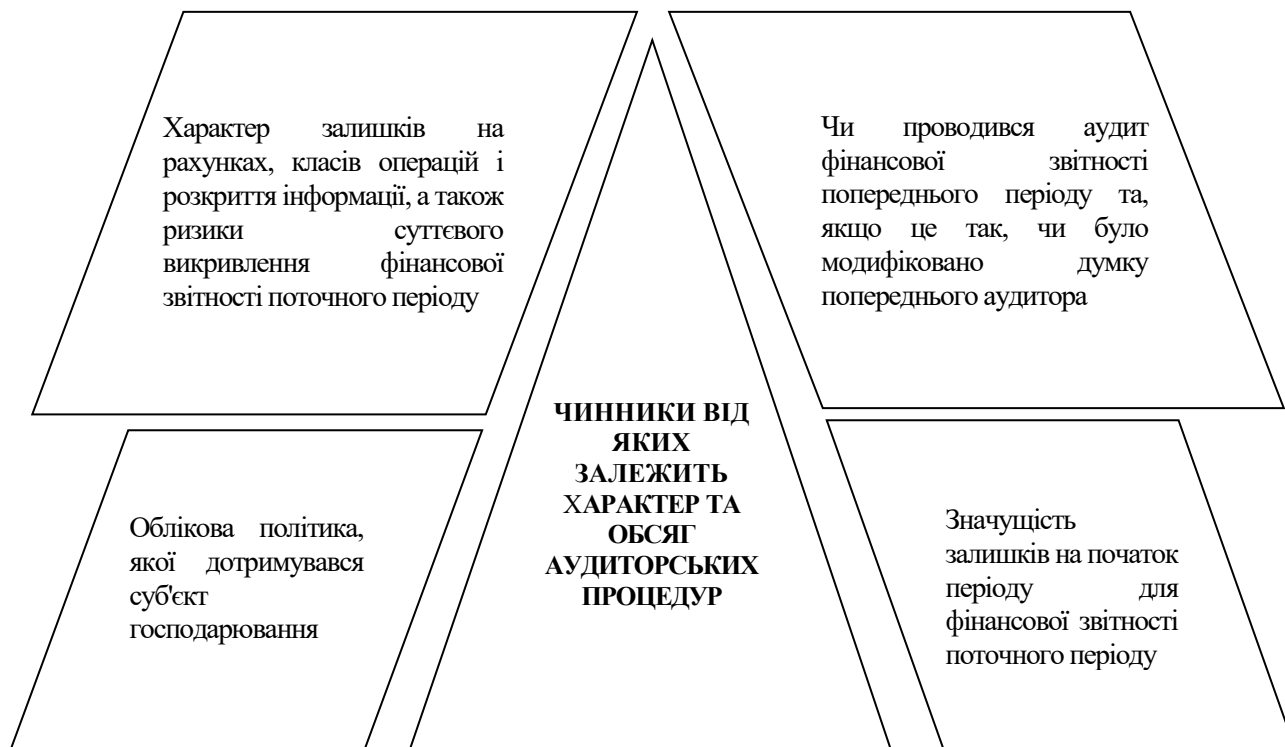 Характер залишків на
рахунках, класів операцій і
розкриття інформації, а також
ризики суттєвого
викривлення фінансової
звітності поточного періоду
Чи проводився аудит
фінансової звітності
попереднього періоду та,
якщо це так, чи було
модифіковано думку
попереднього аудитора
ЧИННИКИ ВІД
ЯКИХ
ЗАЛЕЖИТЬ
ХАРАКТЕР ТА
ОБСЯГ
АУДИТОРСЬКИХ
ПРОЦЕДУР
Облікова політика,
якої дотримувався
суб'єкт
господарювання
Значущість
залишків на початок
періоду для
фінансової звітності
поточного періоду